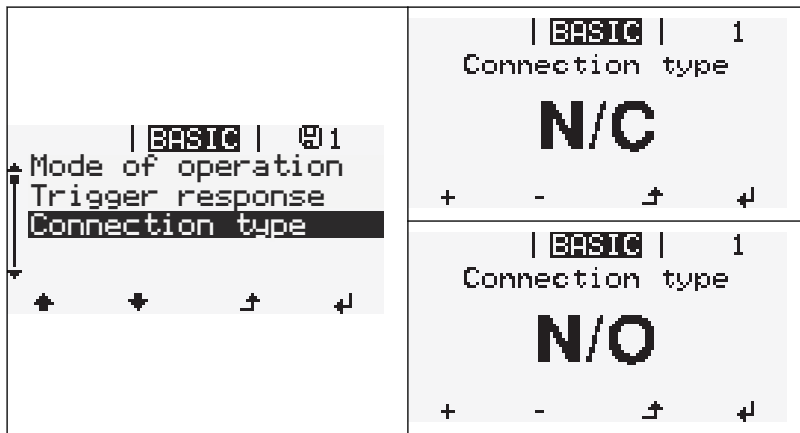 | BASIC | 1
Mode of operation
Trigger response
Connection type
| BASIC | 1
Connection type
N/C
+ -
| BASIC | 1
Connection type
N/O
+ -